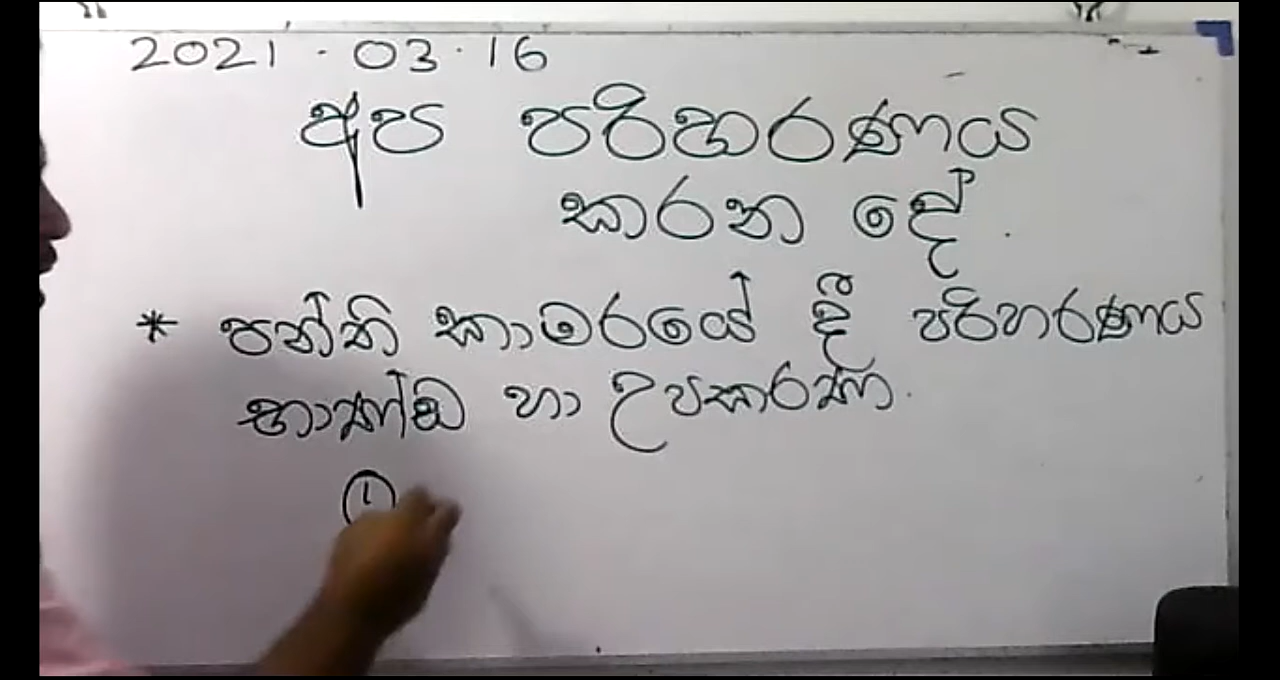 2021.03.16
අප පරිහරණය
කරන දේ.
* පන්ති කාමරයේ දී පරිහරණය
භාණ්ඩ හා උපකරණ.
①